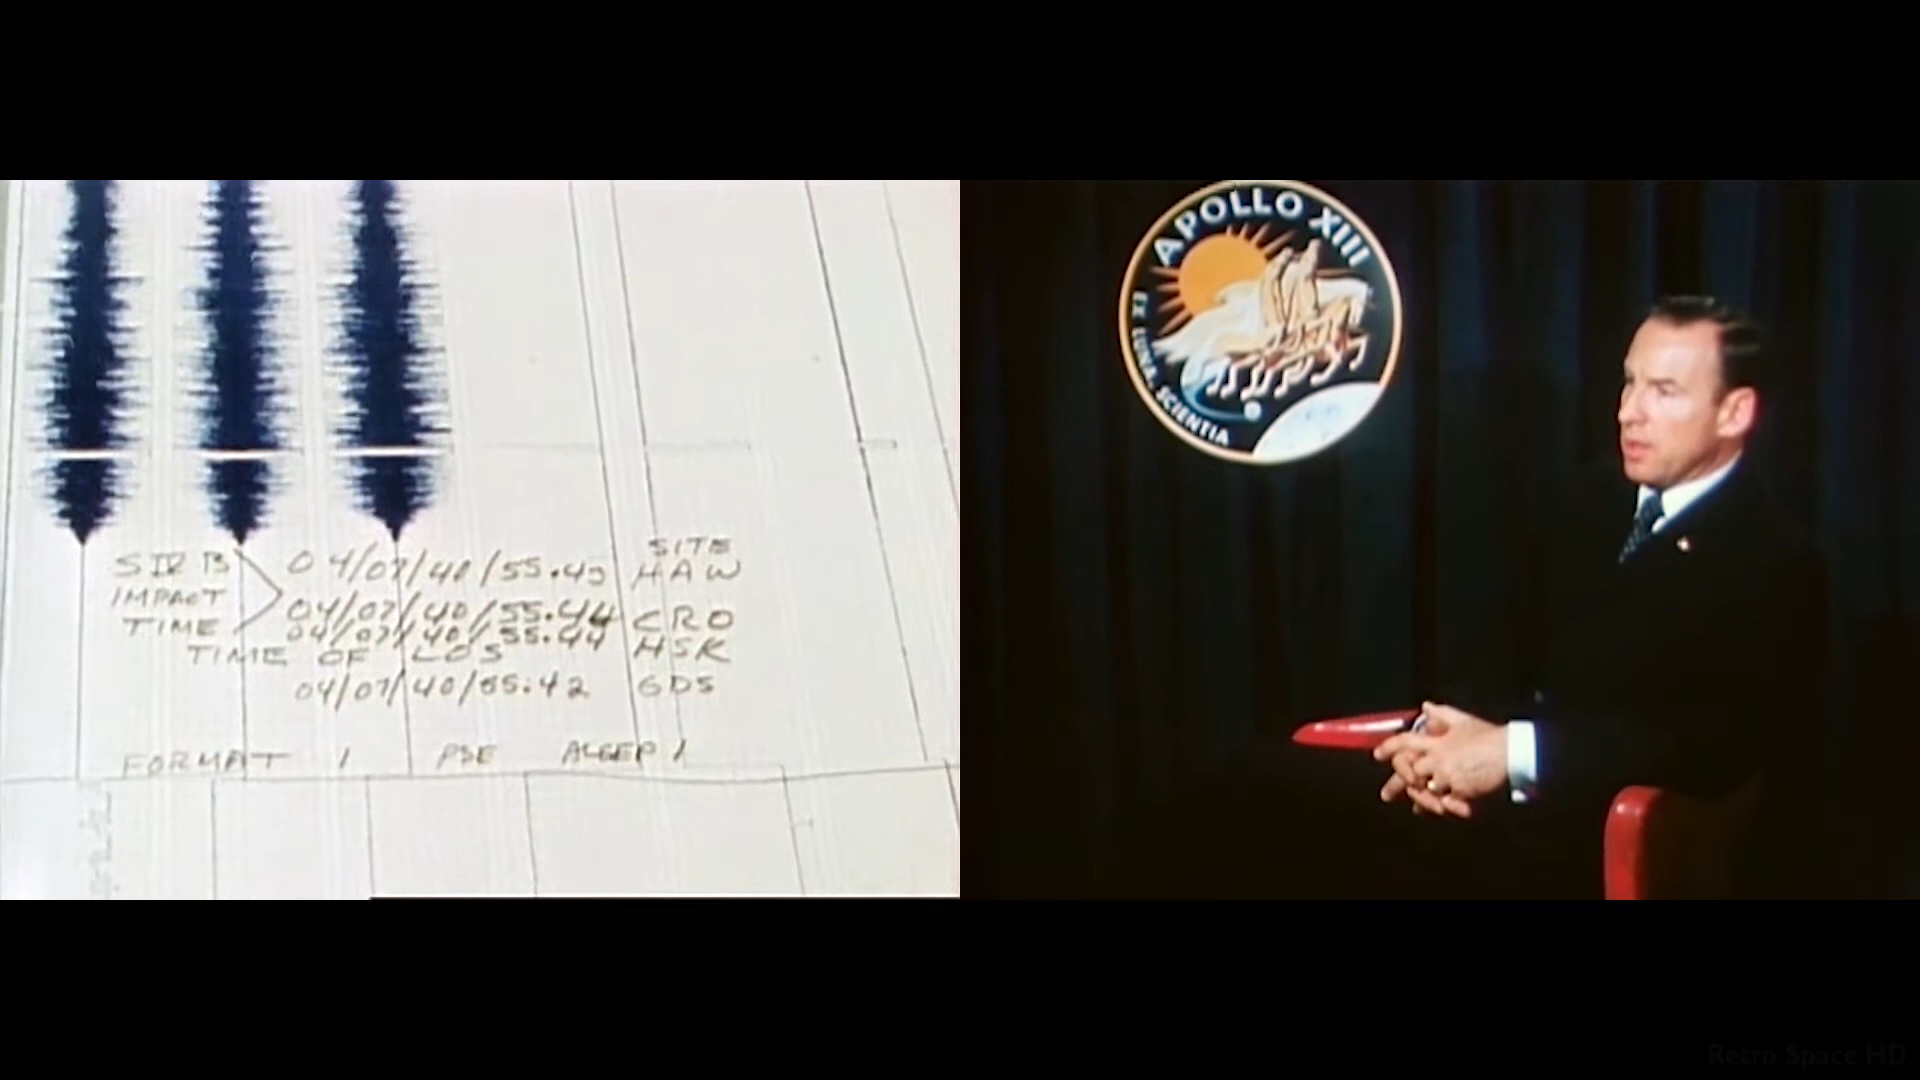 SIVB 04/07/40/55.45 SITE HAW
IMPACT 04/07/40/55.44 CRO
TIME 04/07/40/55.44 HSK
TIME OF LOS
04/07/40/55.42 GDS
FORMAT 1 PSE ALSEP 1
APOLLO XIII
EX LUNA, SCIENTIA
Retro Space HD